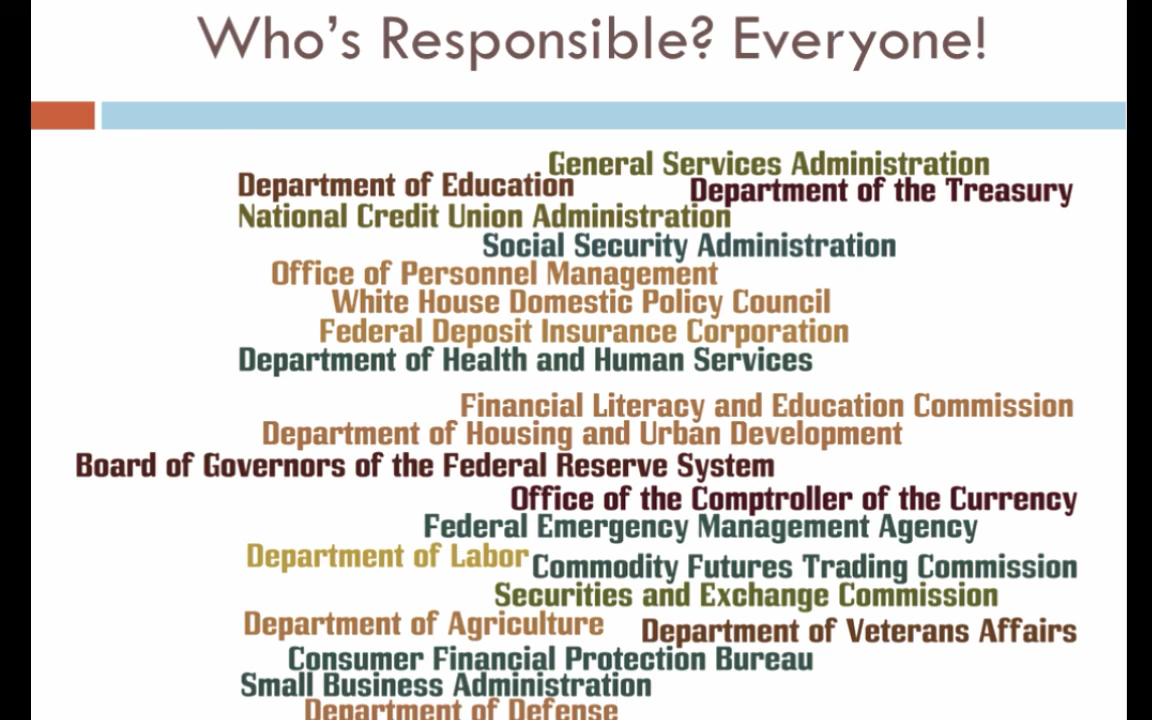 Who's Responsible? Everyone!
General Services Administration
Department of Education
Department of the Treasury
National Credit Union Administration
Social Security Administration
Office of Personnel Management
White House Domestic Policy Council
Federal Deposit Insurance Corporation
Department of Health and Human Services
Financial Literacy and Education Commission
Department of Housing and Urban Development
Board of Governors of the Federal Reserve System
Office of the Comptroller of the Currency
Federal Emergency Management Agency
Department of Labor
Commodity Futures Trading Commission
Securities and Exchange Commission
Department of Agriculture
Department of Veterans Affairs
Consumer Financial Protection Bureau
Small Business Administration
Department of Defense